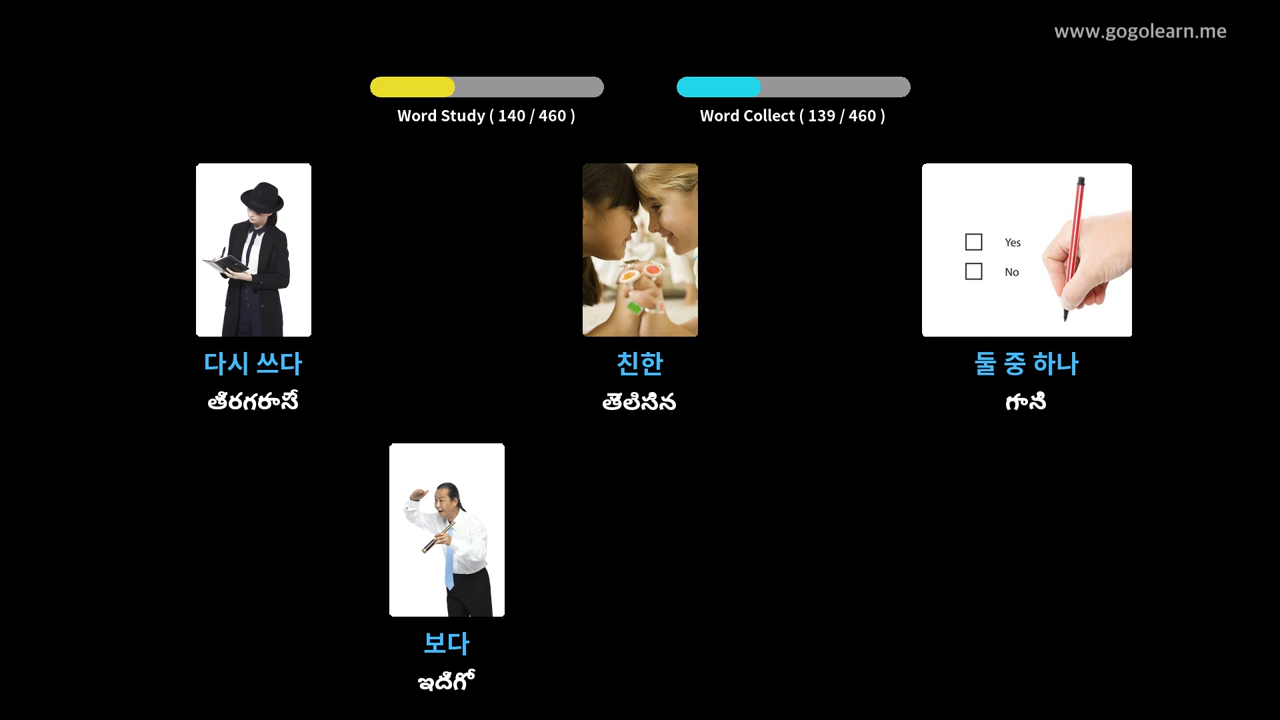 www.gogolearn.me
Word Study ( 140 / 460 )
Word Collect ( 139 / 460 )
Yes
No
다시 쓰다
친한
둘 중 하나
తిరగరాసే
తెలిసిన
గానీ
보다
ఇదిగో